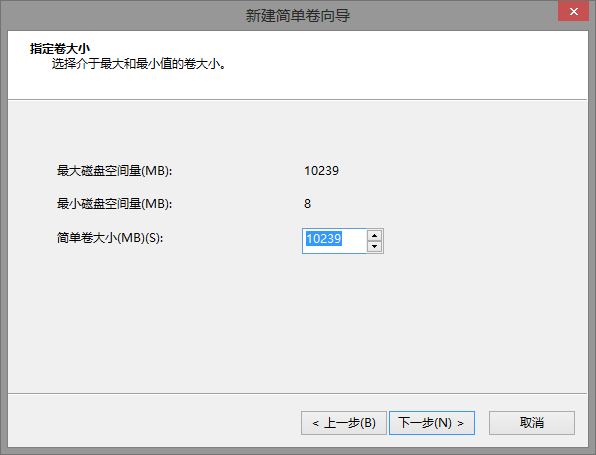 新建简单卷向导
指定卷大小
选择介于最大和最小值的卷大小。
最大磁盘空间量(MB): 10239
最小磁盘空间量(MB): 8
简单卷大小(MB)(S): 10239
< 上一步(B) 下一步(N) > 取消